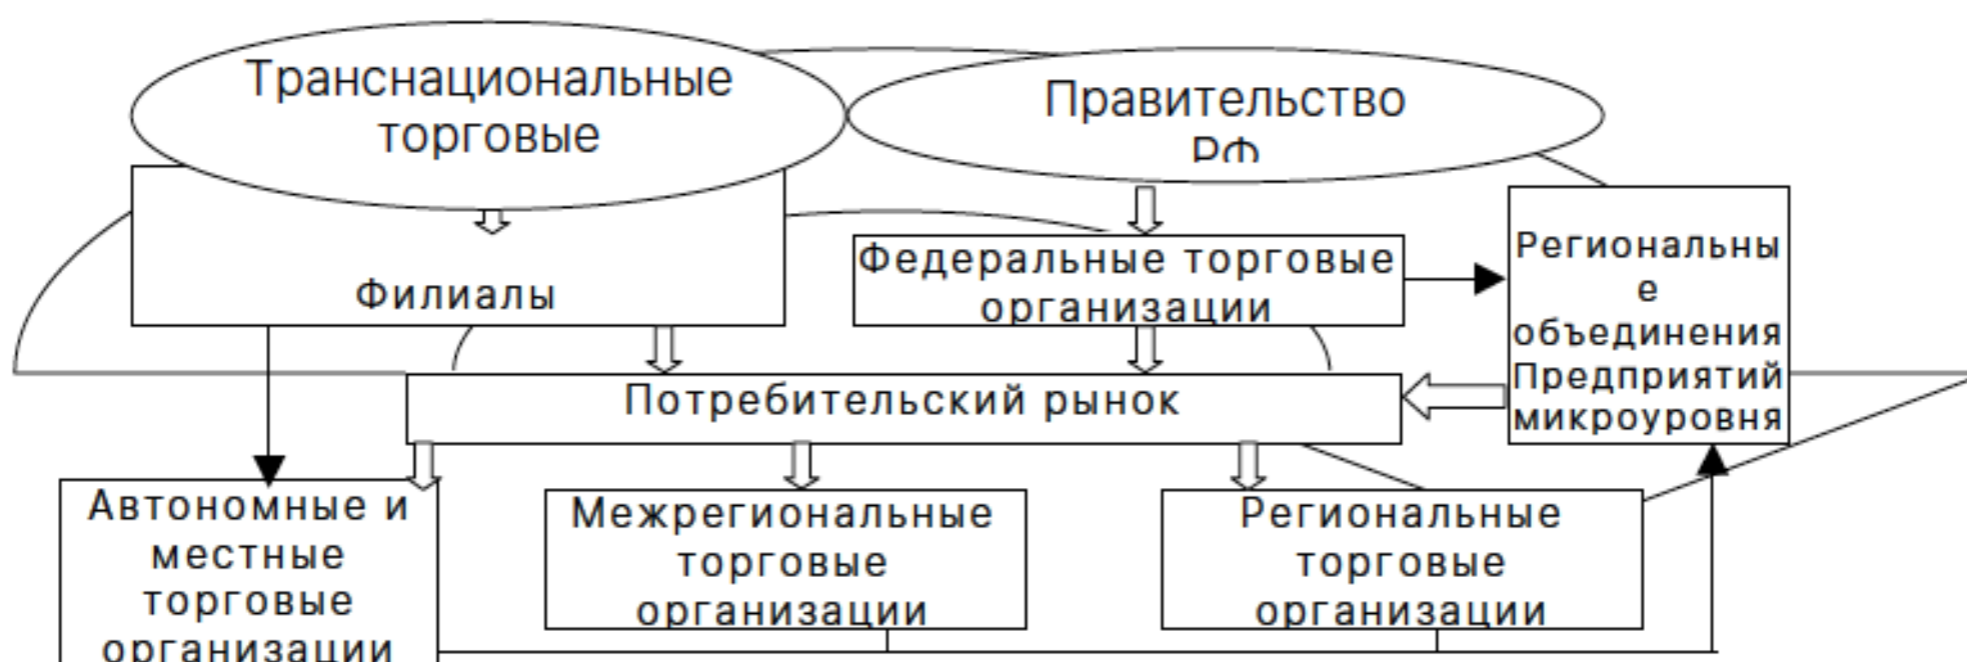 Транснациональные
торговые
Правительство
РФ
Филиалы
Федеральные торговые
организации
Региональны
е
объединения
Предприятий
микроуровня
Потребительский рынок
Автономные и
местные
торговые
организации
Межрегиональные
торговые
организации
Региональные
торговые
организации